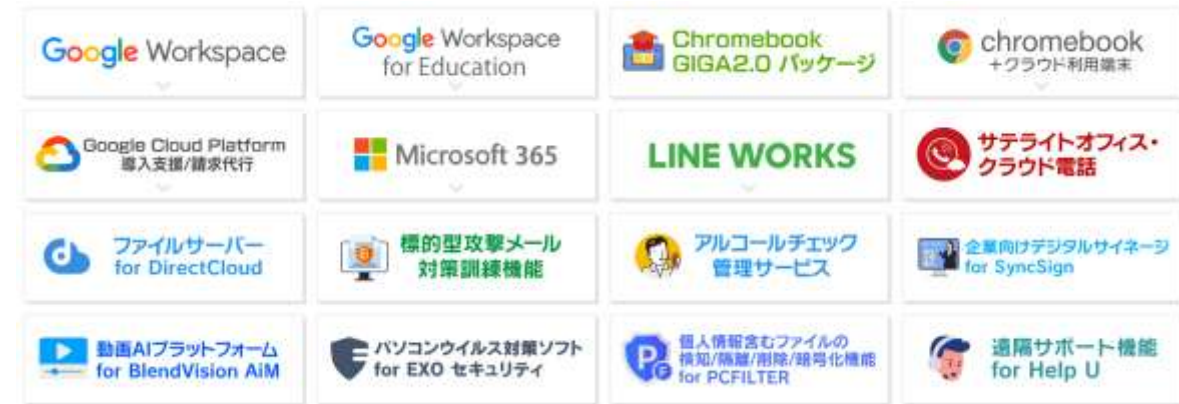 Google Workspace
Google Workspace
for Education
Chromebook
GIGA2.0 パッケージ
chromebook
+クラウド利用端末
Google Cloud Platform
導入支援/請求代行
Microsoft 365
LINE WORKS
サテライトオフィス・
クラウド電話
ファイルサーバー
for DirectCloud
標的型攻撃メール
対策訓練機能
アルコールチェック
管理サービス
企業向けデジタルサイネージ
for SyncSign
動画AIプラットフォーム
for BlendVision AiM
パソコンウイルス対策ソフト
for EXO セキュリティ
個人情報含むファイルの
検知/隔離/削除/暗号化機能
for PCFILTER
遠隔サポート機能
for Help U